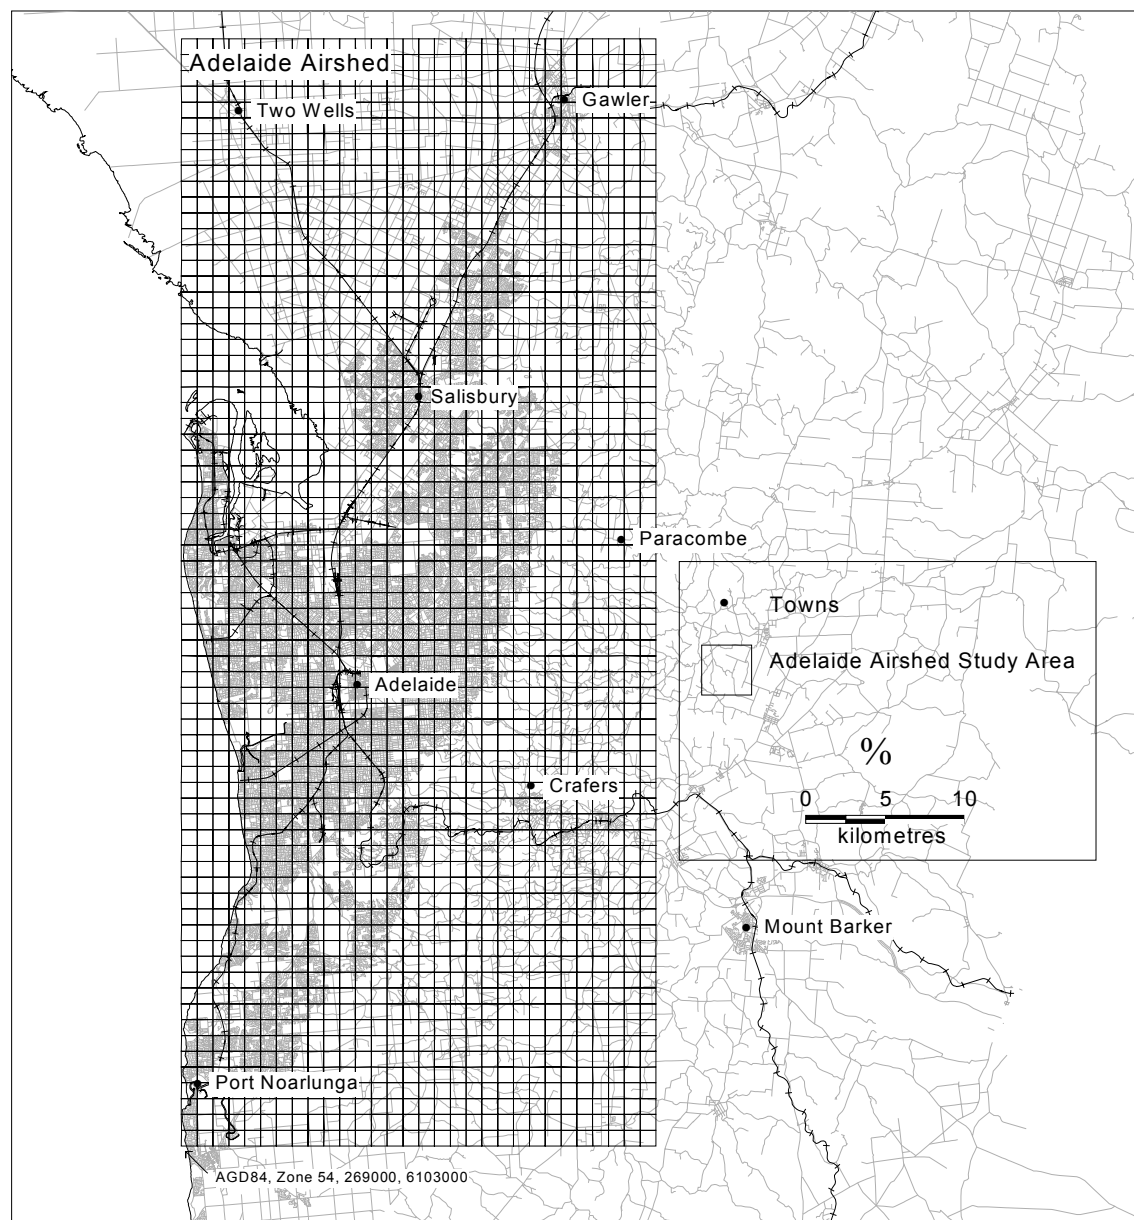 Adelaide Airshed
Two Wells
Gawler
Salisbury
Paracombe
Towns
Adelaide Airshed Study Area
Adelaide
%
Crafers
0 5 10
kilometres
Mount Barker
Port Noarlunga
AGD84, Zone 54, 269000, 6103000